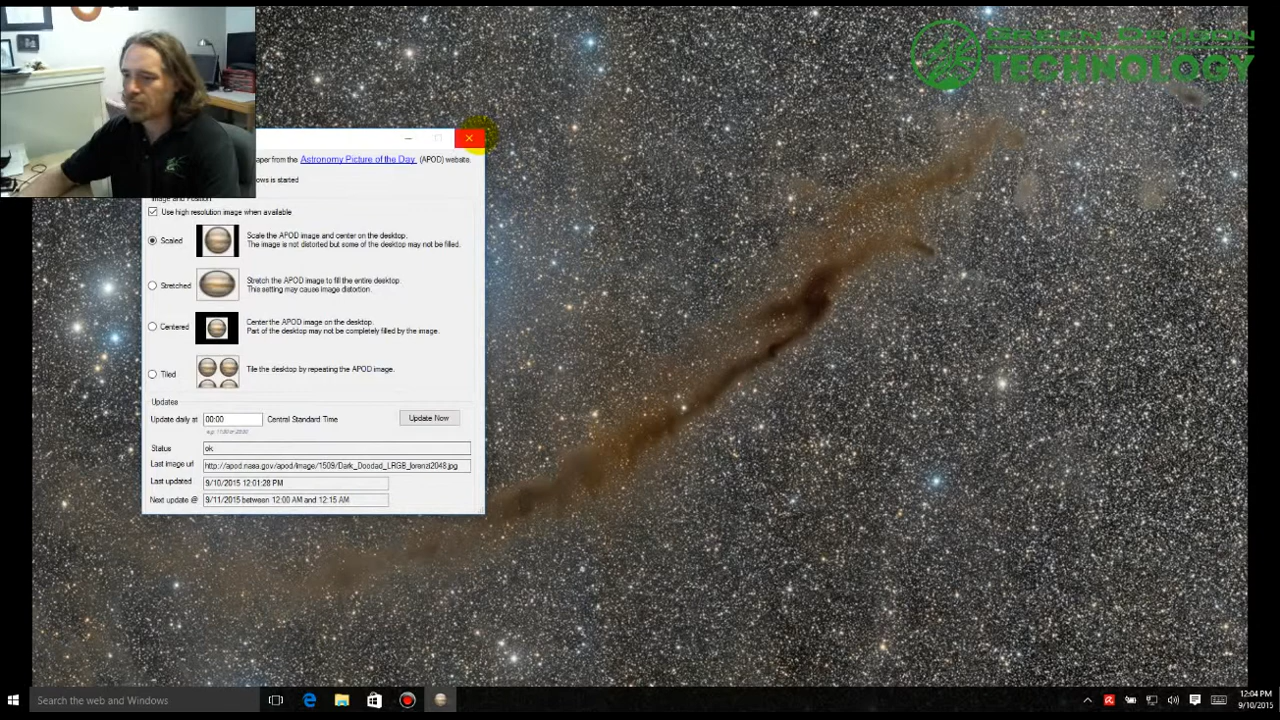 GREEN DRAGON
TECHNOLOGY
aper from the Astronomy Picture of the Day (APOD) website.
ows is started
Image and Position
Use high resolution image when available
Scaled
Scale the APOD image and center on the desktop.
The image is not distorted but some of the desktop may not be filled.
Stretched
Stretch the APOD image to fill the entire desktop.
This setting may cause image distortion.
Centered
Center the APOD image on the desktop.
Part of the desktop may not be completely filled by the image.
Tiled
Tile the desktop by repeating the APOD image.
Updates
Update daily at 00:00 Central Standard Time Update Now
Status ok
Last image url http://apod.nasa.gov/apod/image/1509/Dark_Doodad_LRGB_lorenzi2048.jpg
Last updated 9/10/2015 12:01:28 PM
Next update @ 9/11/2015 between 12:00 AM and 12:15 AM
Search the web and Windows
12:04 PM
9/10/2015